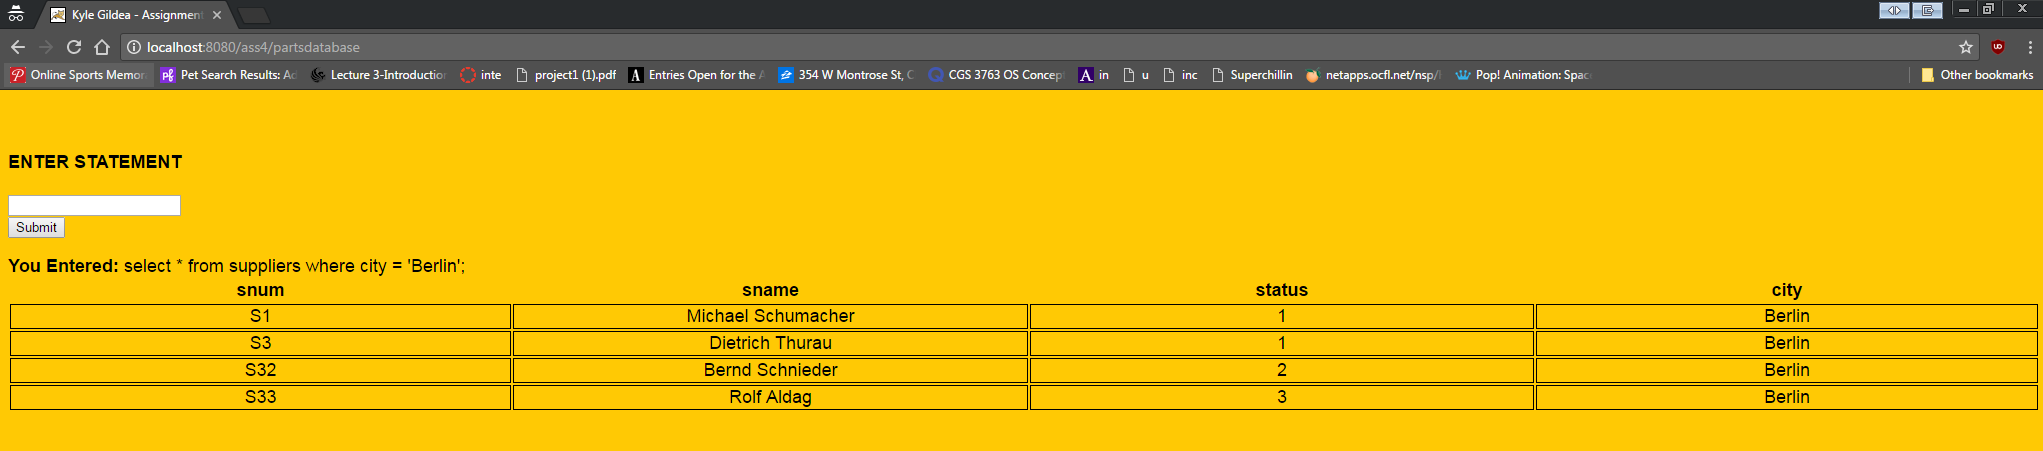 Kyle Gildea - Assignment
localhost:8080/ass4/partsdatabase
Online Sports Memor Pet Search Results: Ad Lecture 3-Introduction inte project1 (1).pdf Entries Open for the A 354 W Montrose St, C CGS 3763 OS Concep in u inc Superchillin netapps.ocfl.net/nsp/ Pop! Animation: Spac Other bookmarks
ENTER STATEMENT
Submit
You Entered: select * from suppliers where city = 'Berlin';
snum sname status city
S1 Michael Schumacher 1 Berlin
S3 Dietrich Thurau 1 Berlin
S32 Bernd Schnieder 2 Berlin
S33 Rolf Aldag 3 Berlin